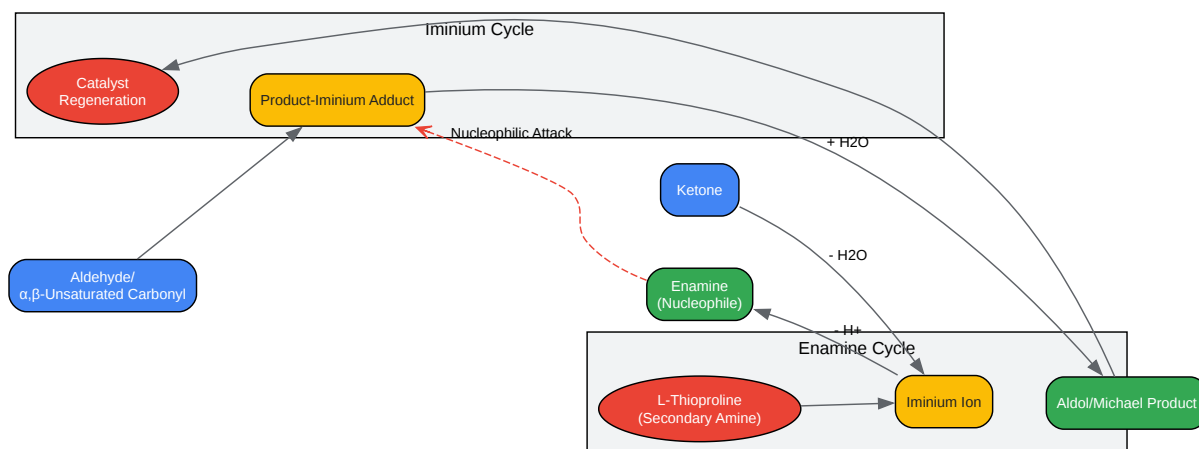 Iminium Cycle
Catalyst
Regeneration
Product-Iminium Adduct
Nucleophilic Attack
+ H2O
Ketone
- H2O
Aldehyde/
α,β-Unsaturated Carbonyl
Enamine
(Nucleophile)
- H+
Enamine Cycle
L-Thioproline
(Secondary Amine)
Iminium Ion
Aldol/Michael Product